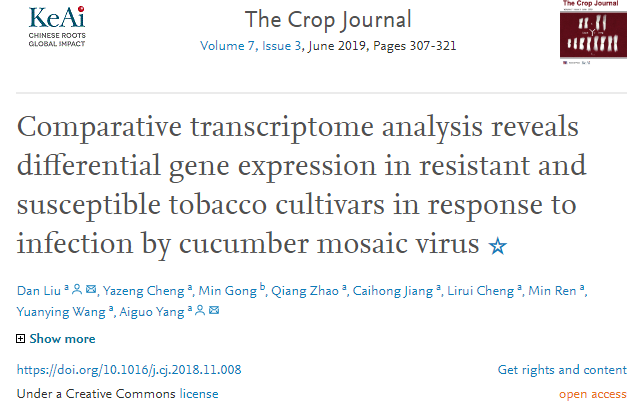 KeAi
CHINESE ROOTS
GLOBAL IMPACT
The Crop Journal
Volume 7, Issue 3, June 2019, Pages 307-321
The Crop Journal
Comparative transcriptome analysis reveals
differential gene expression in resistant and
susceptible tobacco cultivars in response to
infection by cucumber mosaic virus ☆
Dan Liu a, Yazeng Cheng a, Min Gong b, Qiang Zhao a, Caihong Jiang a, Lirui Cheng a, Min Ren a,
Yuanying Wang a, Aiguo Yang a
Show more
https://doi.org/10.1016/j.cj.2018.11.008
Get rights and content
Under a Creative Commons license
open access